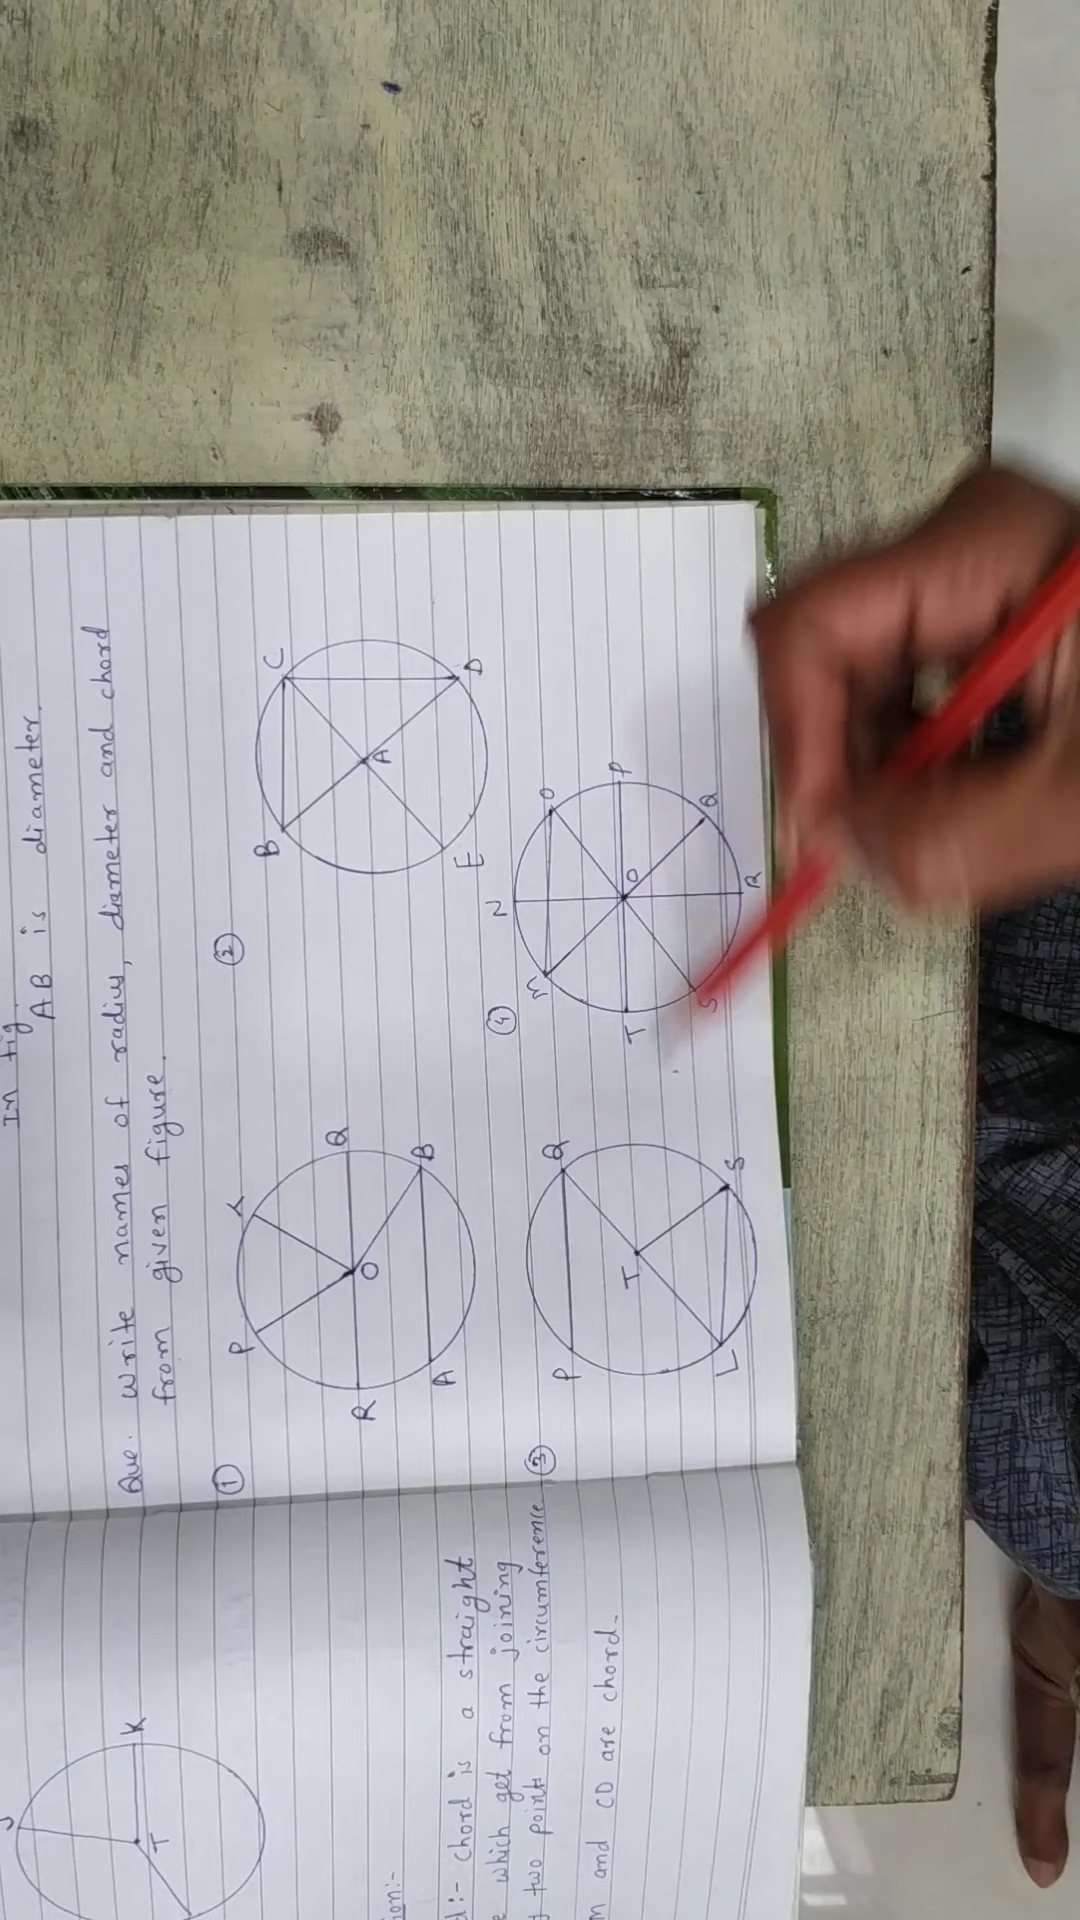 In fig
AB is diameter.
Que. Write names of radius, diameter and chord
from given figure.
①
P
Q
R
O
A
B
②
B
C
A
D
E
③
P
Q
T
L
S
④
M
N
O
P
T
O
Q
S
R
J
K
T
ion:-
d:- chord is a straight
e which get from joining
two point on the circumference
m and CD are chord.